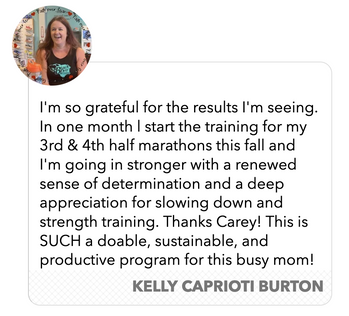 I'm so grateful for the results I'm seeing.
In one month I start the training for my
3rd & 4th half marathons this fall and
I'm going in stronger with a renewed
sense of determination and a deep
appreciation for slowing down and
strength training. Thanks Carey! This is
SUCH a doable, sustainable, and
productive program for this busy mom!
KELLY CAPRIOTI BURTON